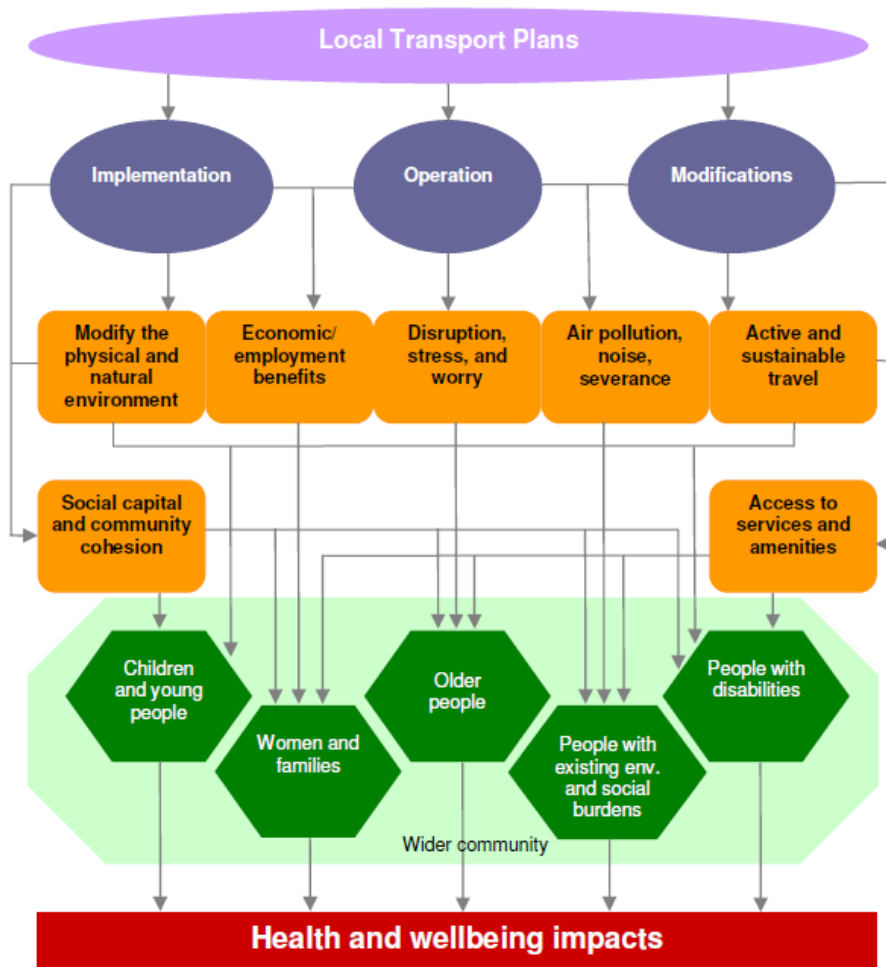 Local Transport Plans
Implementation
Operation
Modifications
Modify the
physical and
natural
environment
Economic/
employment
benefits
Disruption,
stress, and
worry
Air pollution,
noise,
severance
Active and
sustainable
travel
Social capital
and community
cohesion
Access to
services and
amenities
Children
and young
people
Women and
families
Older
people
People with
existing env.
and social
burdens
People with
disabilities
Wider community
Health and wellbeing impacts